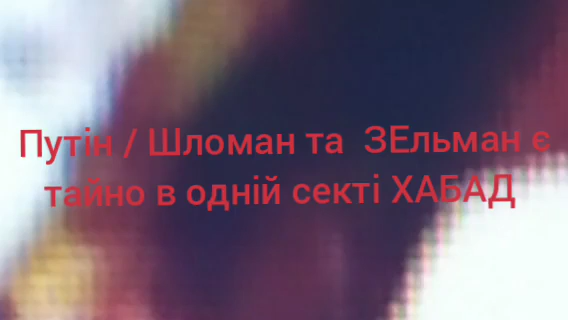 Путін / Шломан та ЗЕльман є
тайно в одній секті ХАБАД